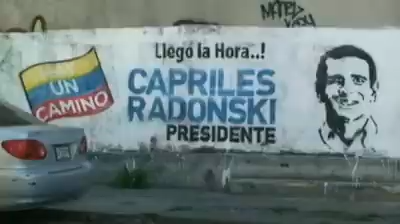 Llegó la Hora..!
UN
CAMINO
CAPRILES
RADONSKI
PRESIDENTE